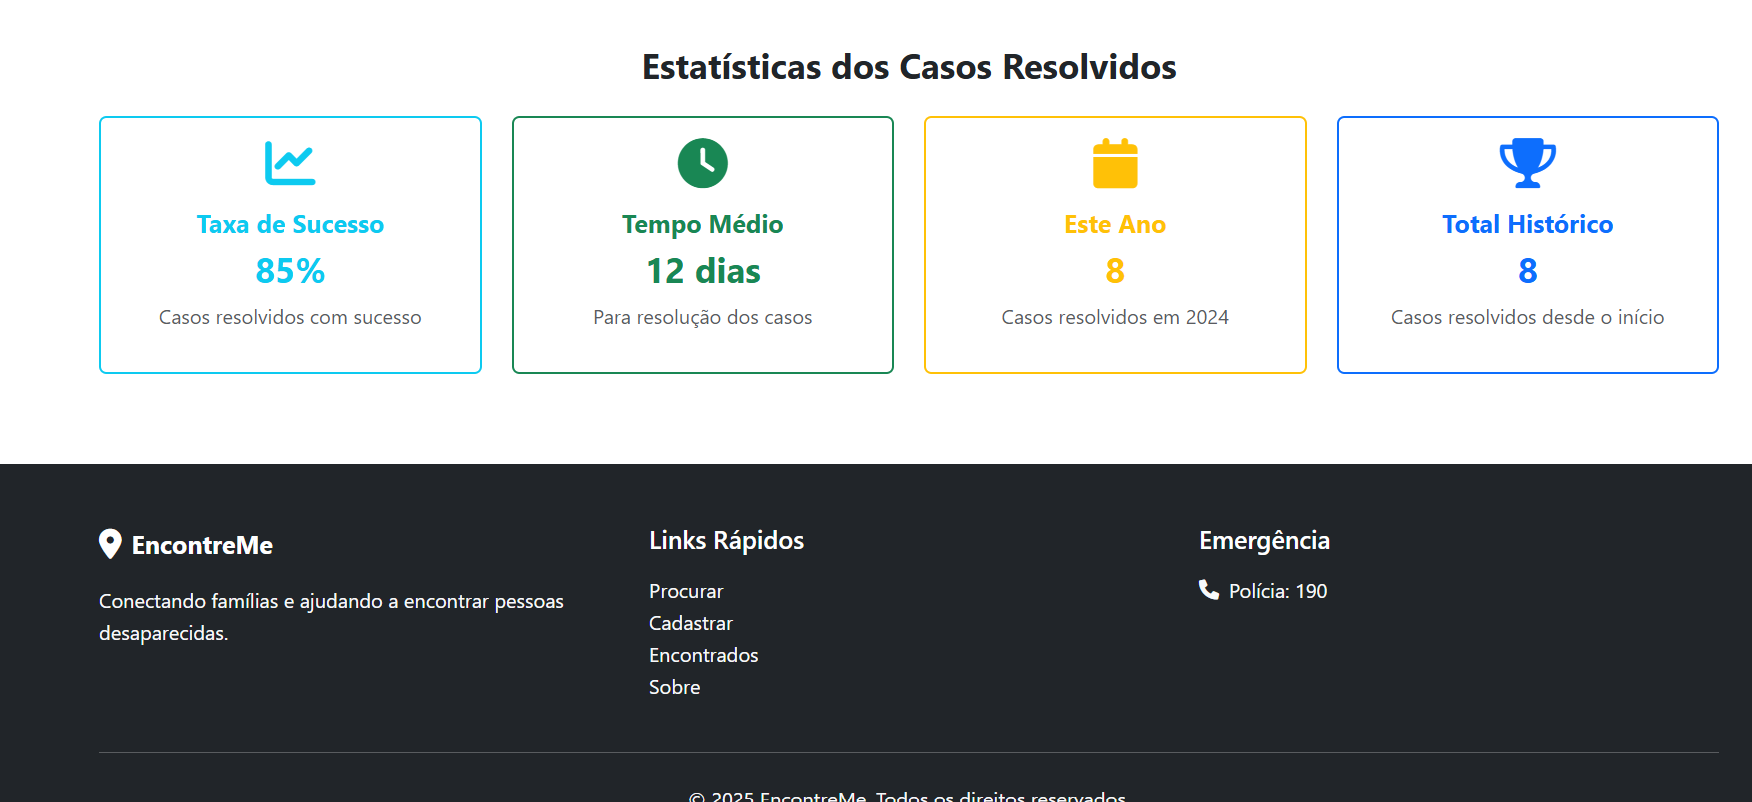 Estatísticas dos Casos Resolvidos
Taxa de Sucesso
85%
Casos resolvidos com sucesso
Tempo Médio
12 dias
Para resolução dos casos
Este Ano
8
Casos resolvidos em 2024
Total Histórico
8
Casos resolvidos desde o início
EncontreMe
Conectando famílias e ajudando a encontrar pessoas
desaparecidas.
Links Rápidos
Procurar
Cadastrar
Encontrados
Sobre
Emergência
Polícia: 190
© 2025 EncontreMe. Todos os direitos reservados.